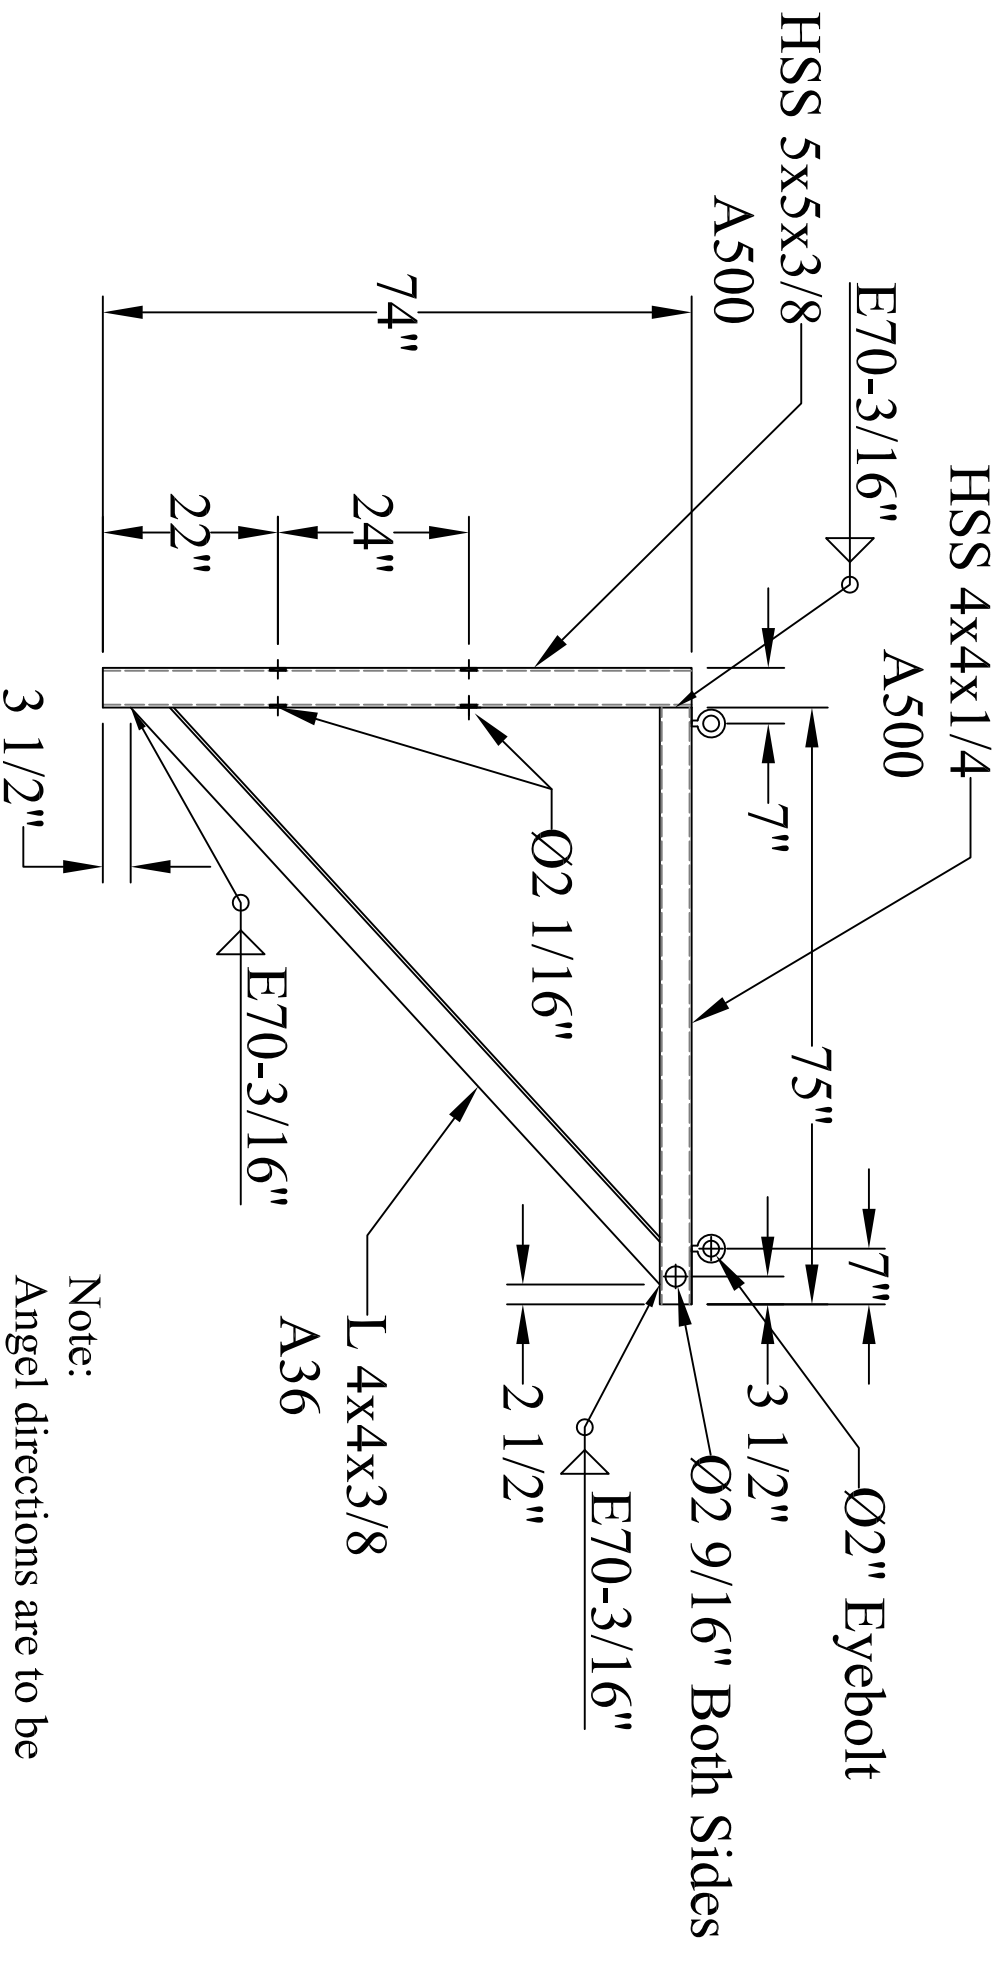 HSS 4x4x1/4
A500
E70-3/16"
HSS 5x5x3/8
A500
7"
75"
7"
3 1/2"
Ø2" Eyebolt
Ø2 9/16" Both Sides
74"
24"
22"
Ø2 1/16"
2 1/2"
E70-3/16"
E70-3/16"
L 4x4x3/8
A36
3 1/2"
Note:
Angel directions are to be